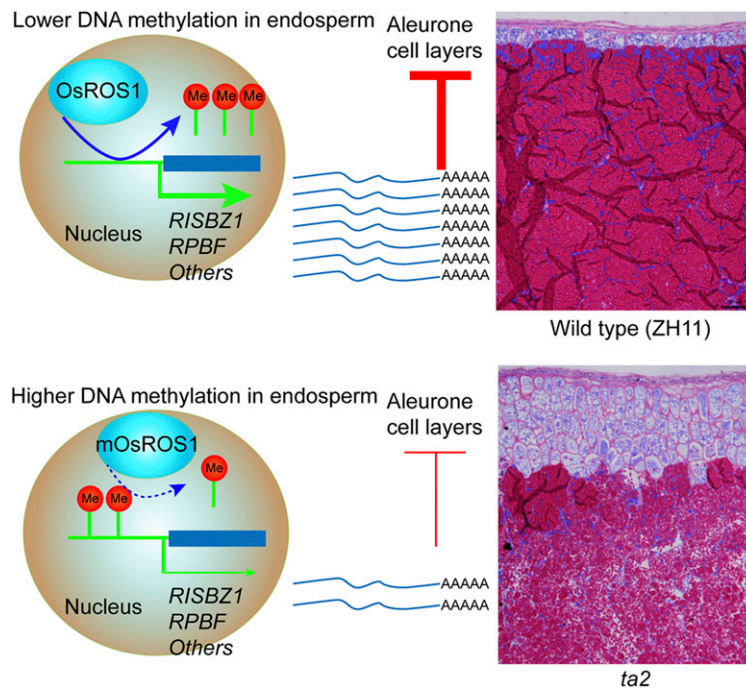 Lower DNA methylation in endosperm
Aleurone
cell layers
OsROS1
Me Me Me
Nucleus
RISBZ1
RPBF
Others
AAAAA
AAAAA
AAAAA
AAAAA
AAAAA
AAAAA
AAAAA
Wild type (ZH11)
Higher DNA methylation in endosperm
Aleurone
cell layers
mOsROS1
Me
Me Me
Nucleus
RISBZ1
RPBF
Others
AAAAA
AAAAA
ta2